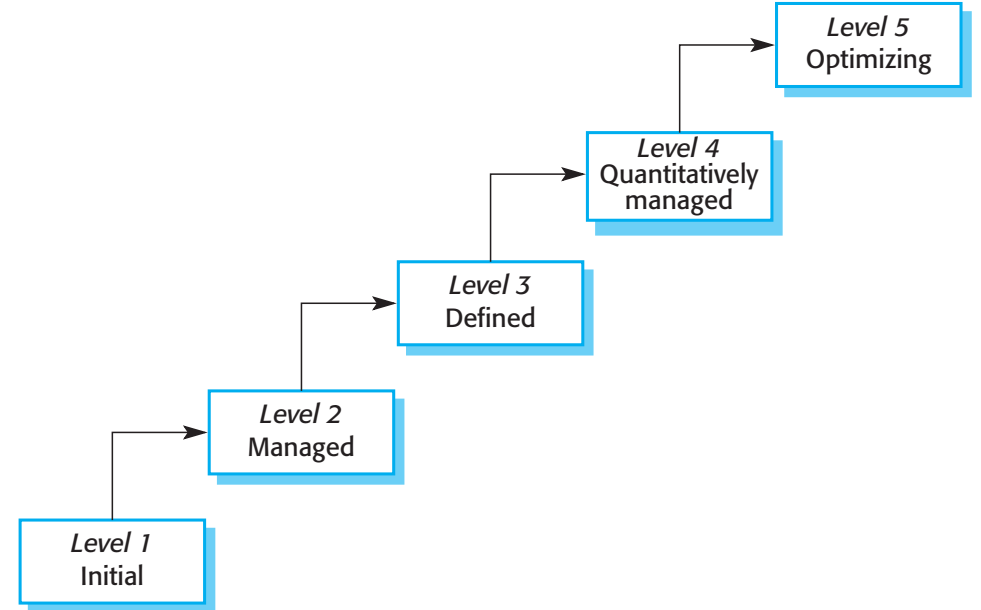 Level 5
Optimizing
Level 4
Quantitatively
managed
Level 3
Defined
Level 2
Managed
Level 1
Initial